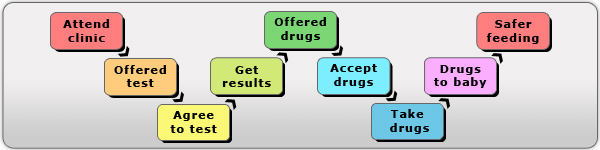 Attend
clinic
Offered
test
Agree
to test
Get
results
Offered
drugs
Accept
drugs
Take
drugs
Drugs
to baby
Safer
feeding